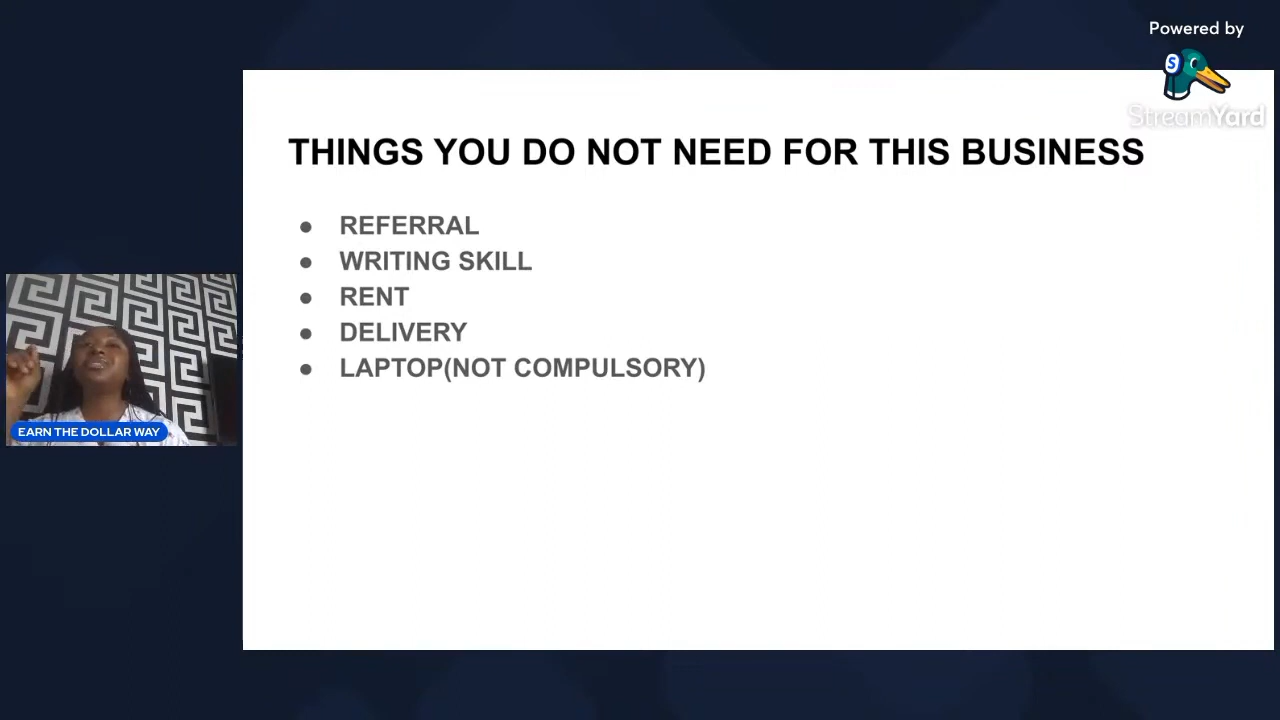 Powered by
StreamYard
THINGS YOU DO NOT NEED FOR THIS BUSINESS
● REFERRAL
● WRITING SKILL
● RENT
● DELIVERY
● LAPTOP(NOT COMPULSORY)
EARN THE DOLLAR WAY